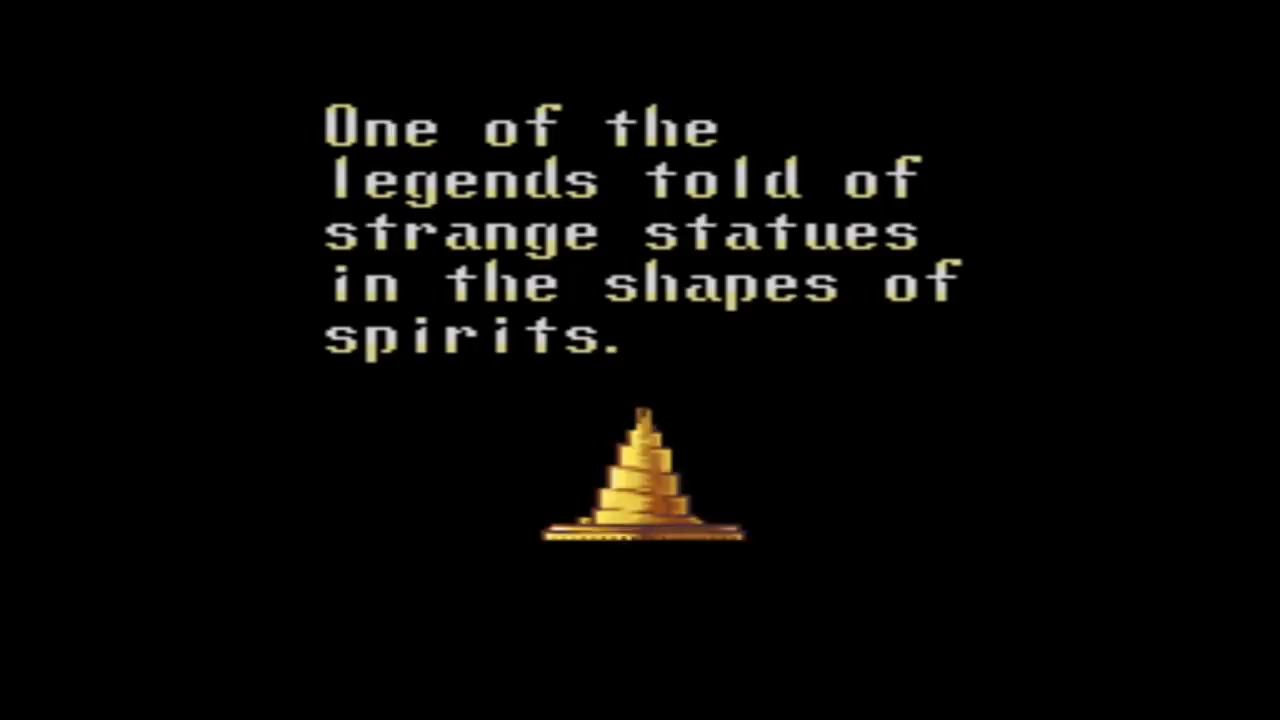 One of the
legends told of
strange statues
in the shapes of
spirits.